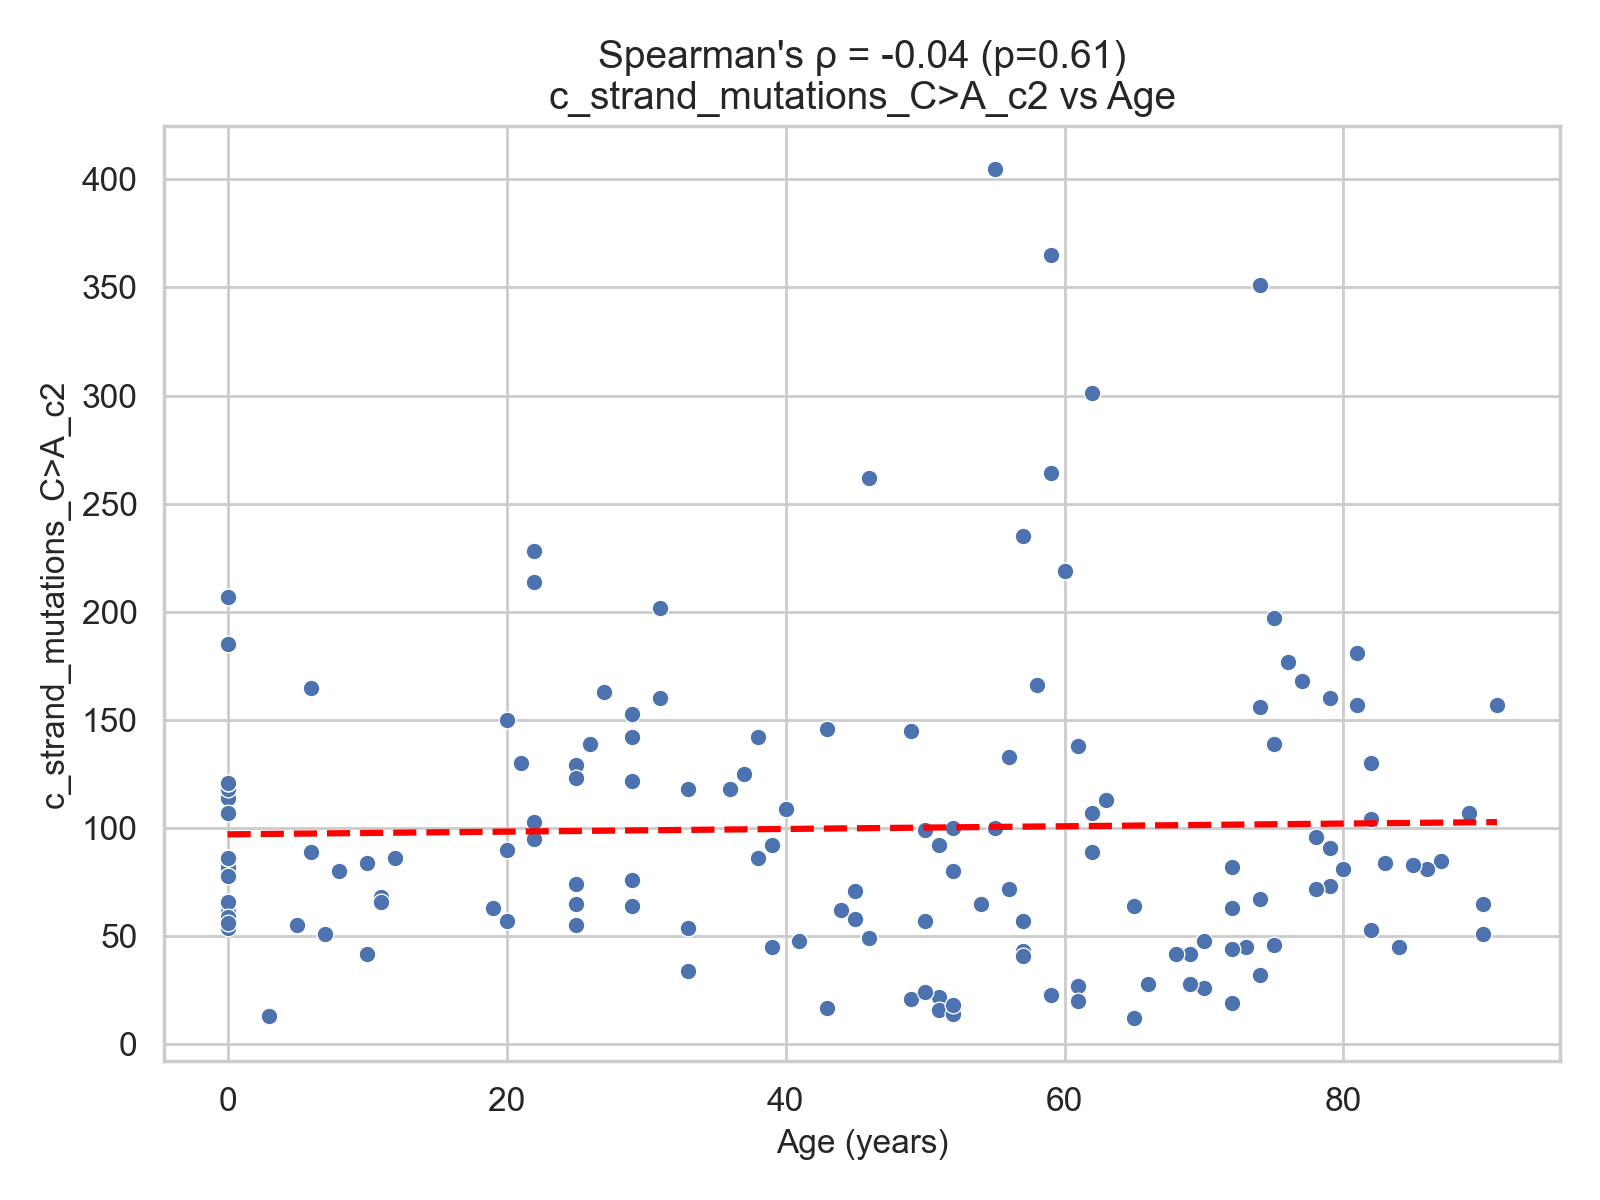 Spearman's ρ = -0.04 (p=0.61)
c_strand_mutations_C>A_c2 vs Age
c_strand_mutations_C>A_c2
400
350
300
250
200
150
100
50
0
0 20 40 60 80
Age (years)